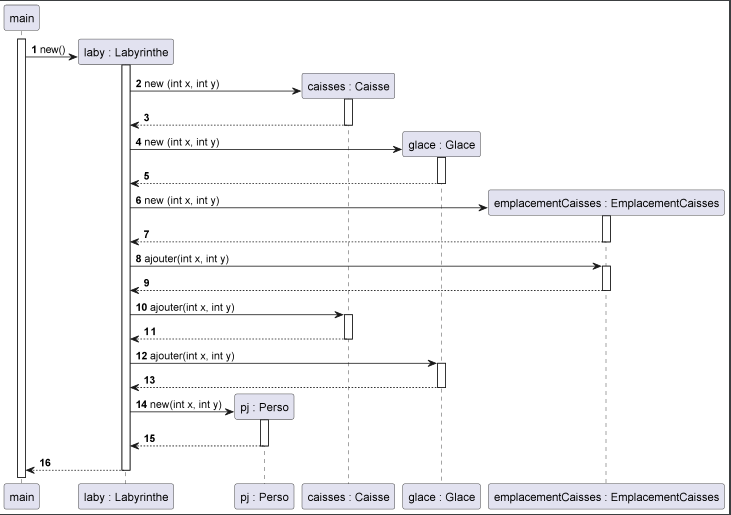 main
1 new()
laby : Labyrinthe
2 new (int x, int y)
caisses : Caisse
3
4 new (int x, int y)
glace : Glace
5
6 new (int x, int y)
emplacementCaisses : EmplacementCaisses
7
8 ajouter(int x, int y)
9
10 ajouter(int x, int y)
11
12 ajouter(int x, int y)
13
14 new(int x, int y)
pj : Perso
15
16
main
laby : Labyrinthe
pj : Perso
caisses : Caisse
glace : Glace
emplacementCaisses : EmplacementCaisses